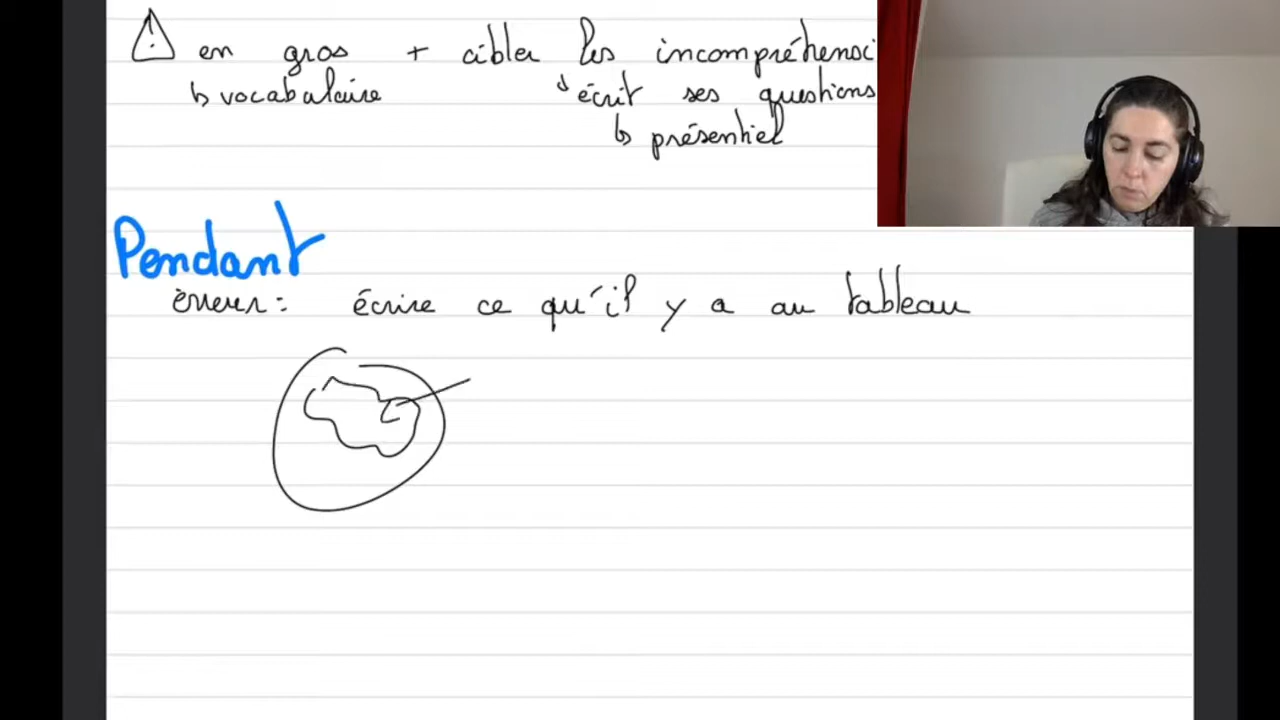 ! en gros + cibler les incompréhensi
↳ vocabulaire ↳ écrit ses questions
↳ présentiel
Pendant
erreur : écrire ce qu'il y a au tableau